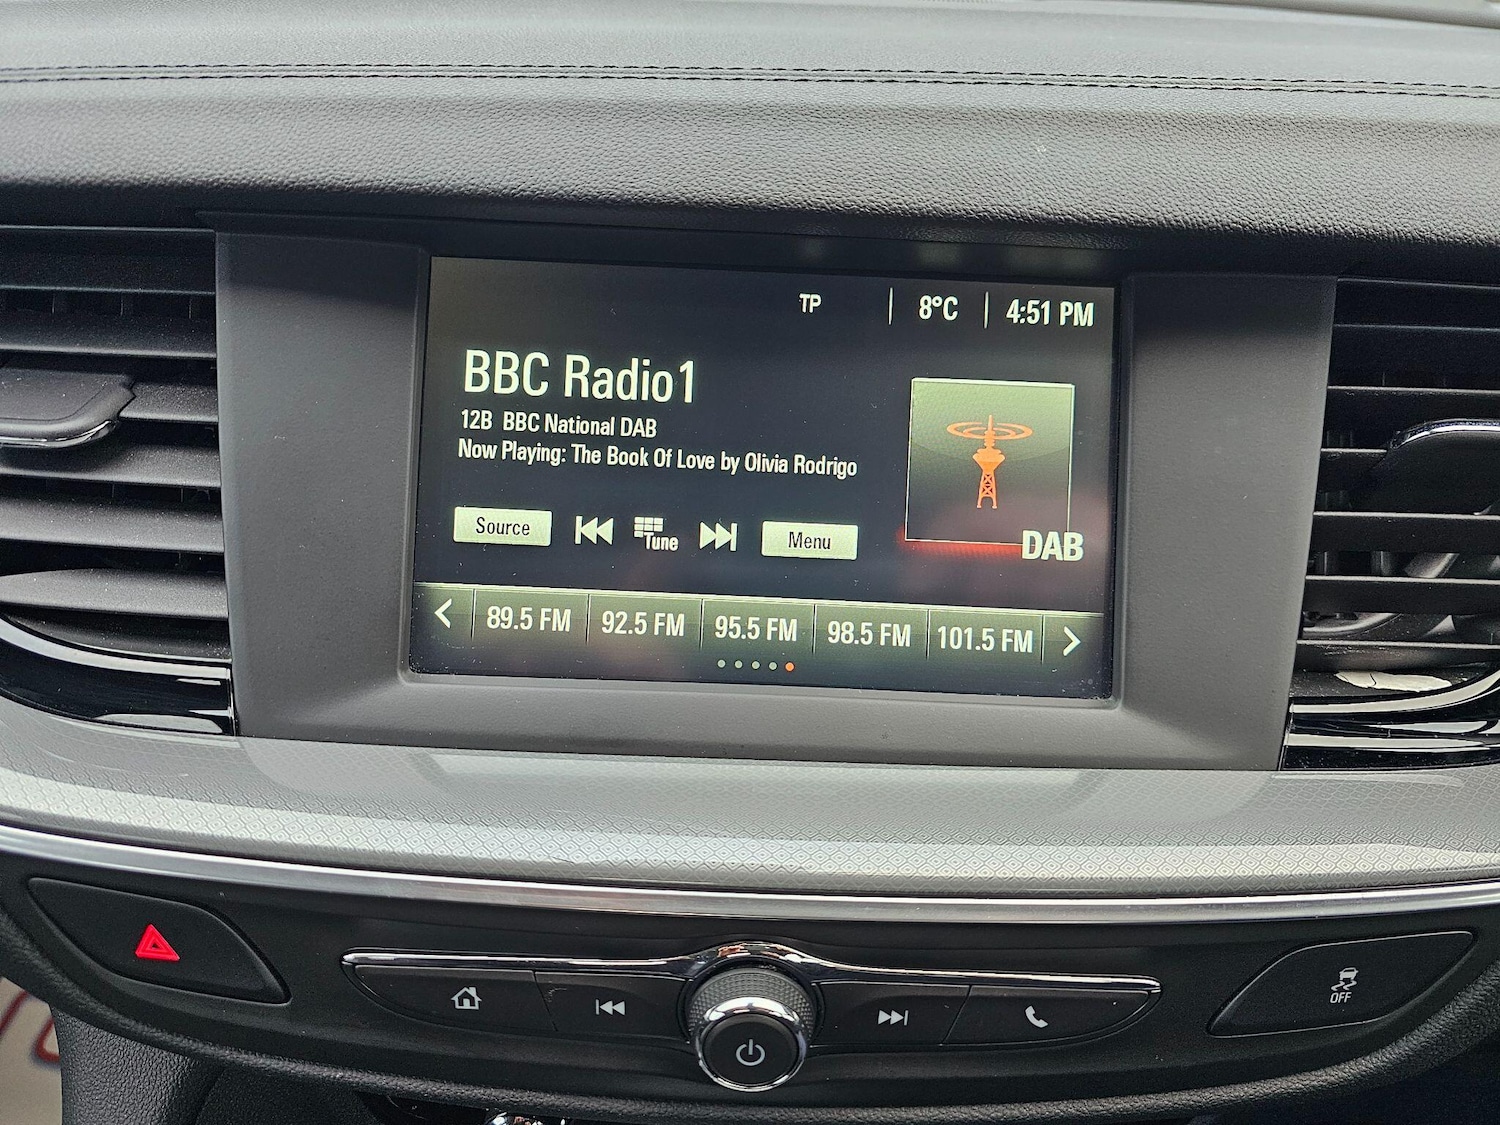 TP 8°C 4:51 PM
BBC Radio1
12B BBC National DAB
Now Playing: The Book Of Love by Olivia Rodrigo
Source Tune Menu
DAB
89.5 FM 92.5 FM 95.5 FM 98.5 FM 101.5 FM
OFF